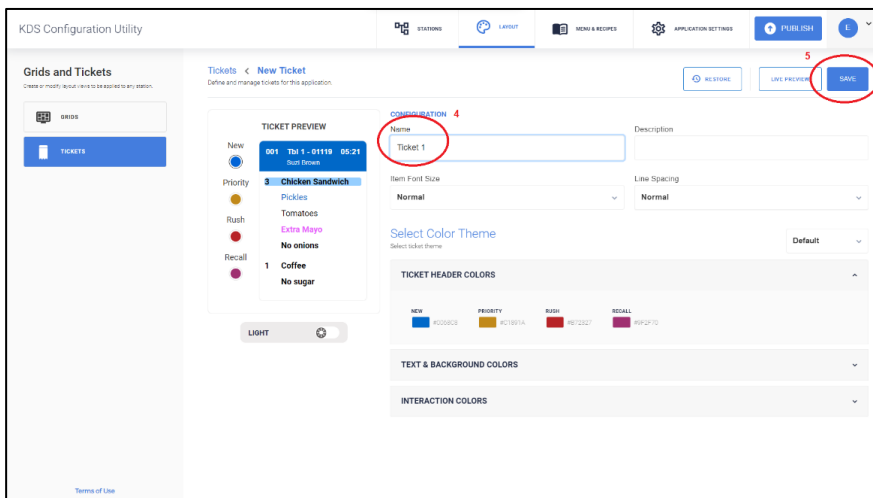 KDS Configuration Utility
STATIONS
LAYOUT
MENU & RECIPES
APPLICATION SETTINGS
PUBLISH
E
5
Grids and Tickets
Create or modify layout views to be applied to any station.
GRIDS
TICKETS
Tickets < New Ticket
Define and manage tickets for this application.
RESTORE
LIVE PREVIEW
SAVE
TICKET PREVIEW
New
Priority
Rush
Recall
001 Tbl 1 - 01119 05:21
Suzi Brown
3 Chicken Sandwich
Pickles
Tomatoes
Extra Mayo
No onions
1 Coffee
No sugar
LIGHT
CONFIGURATION 4
Name
Ticket 1
Description
Item Font Size
Normal
Line Spacing
Normal
Select Color Theme
Select ticket theme
Default
TICKET HEADER COLORS
NEW
PRIORITY
RUSH
RECALL
#C1891A
#B72327
#9F2F70
TEXT & BACKGROUND COLORS
INTERACTION COLORS
Terms of Use